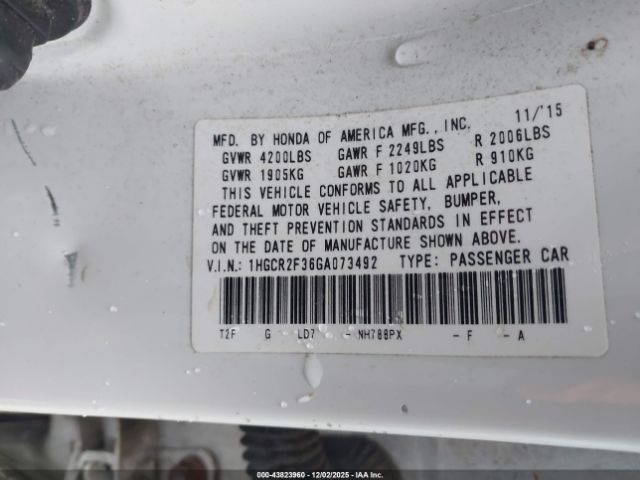 MFD. BY HONDA OF AMERICA MFG., INC. 11/'15
GVWR 4200LBS GAWR F 2249LBS R 2006LBS
GVWR 1905KG GAWR F 1020KG R 910KG
THIS VEHICLE CONFORMS TO ALL APPLICABLE
FEDERAL MOTOR VEHICLE SAFETY, BUMPER,
AND THEFT PREVENTION STANDARDS IN EFFECT
ON THE DATE OF MANUFACTURE SHOWN ABOVE.
V.I.N.: 1HGCR2F36GA073492 TYPE: PASSENGER CAR
T2F G LD7 - NH788PX - F - A
000-43823960 - 12/02/2025 - IAA Inc.